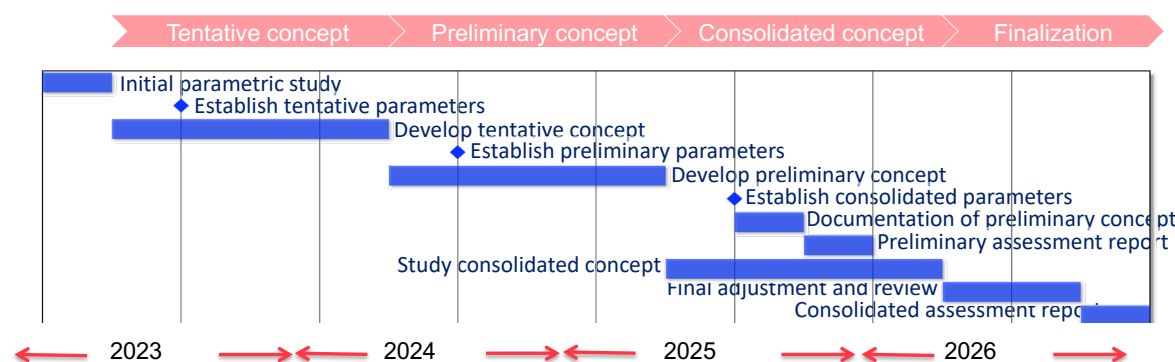 Tentative concept
Preliminary concept
Consolidated concept
Finalization
Initial parametric study
Establish tentative parameters
Develop tentative concept
Establish preliminary parameters
Develop preliminary concept
Establish consolidated parameters
Documentation of preliminary concept
Preliminary assessment report
Study consolidated concept
Final adjustment and review
Consolidated assessment report
2023
2024
2025
2026